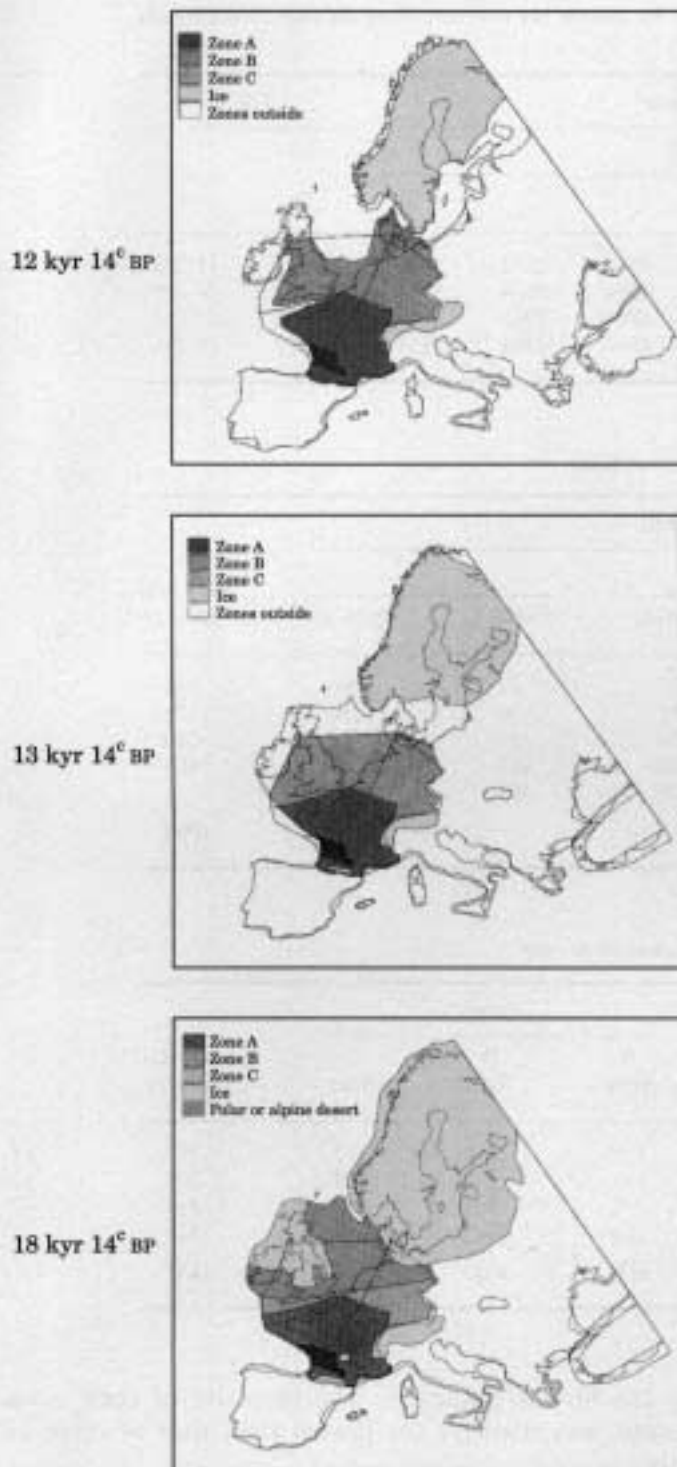 Zone A
Zone B
Zone C
Ice
Zones outside
12 kyr 14c BP
Zone A
Zone B
Zone C
Ice
Zones outside
13 kyr 14c BP
Zone A
Zone B
Zone C
Ice
Polar or alpine desert
18 kyr 14c BP